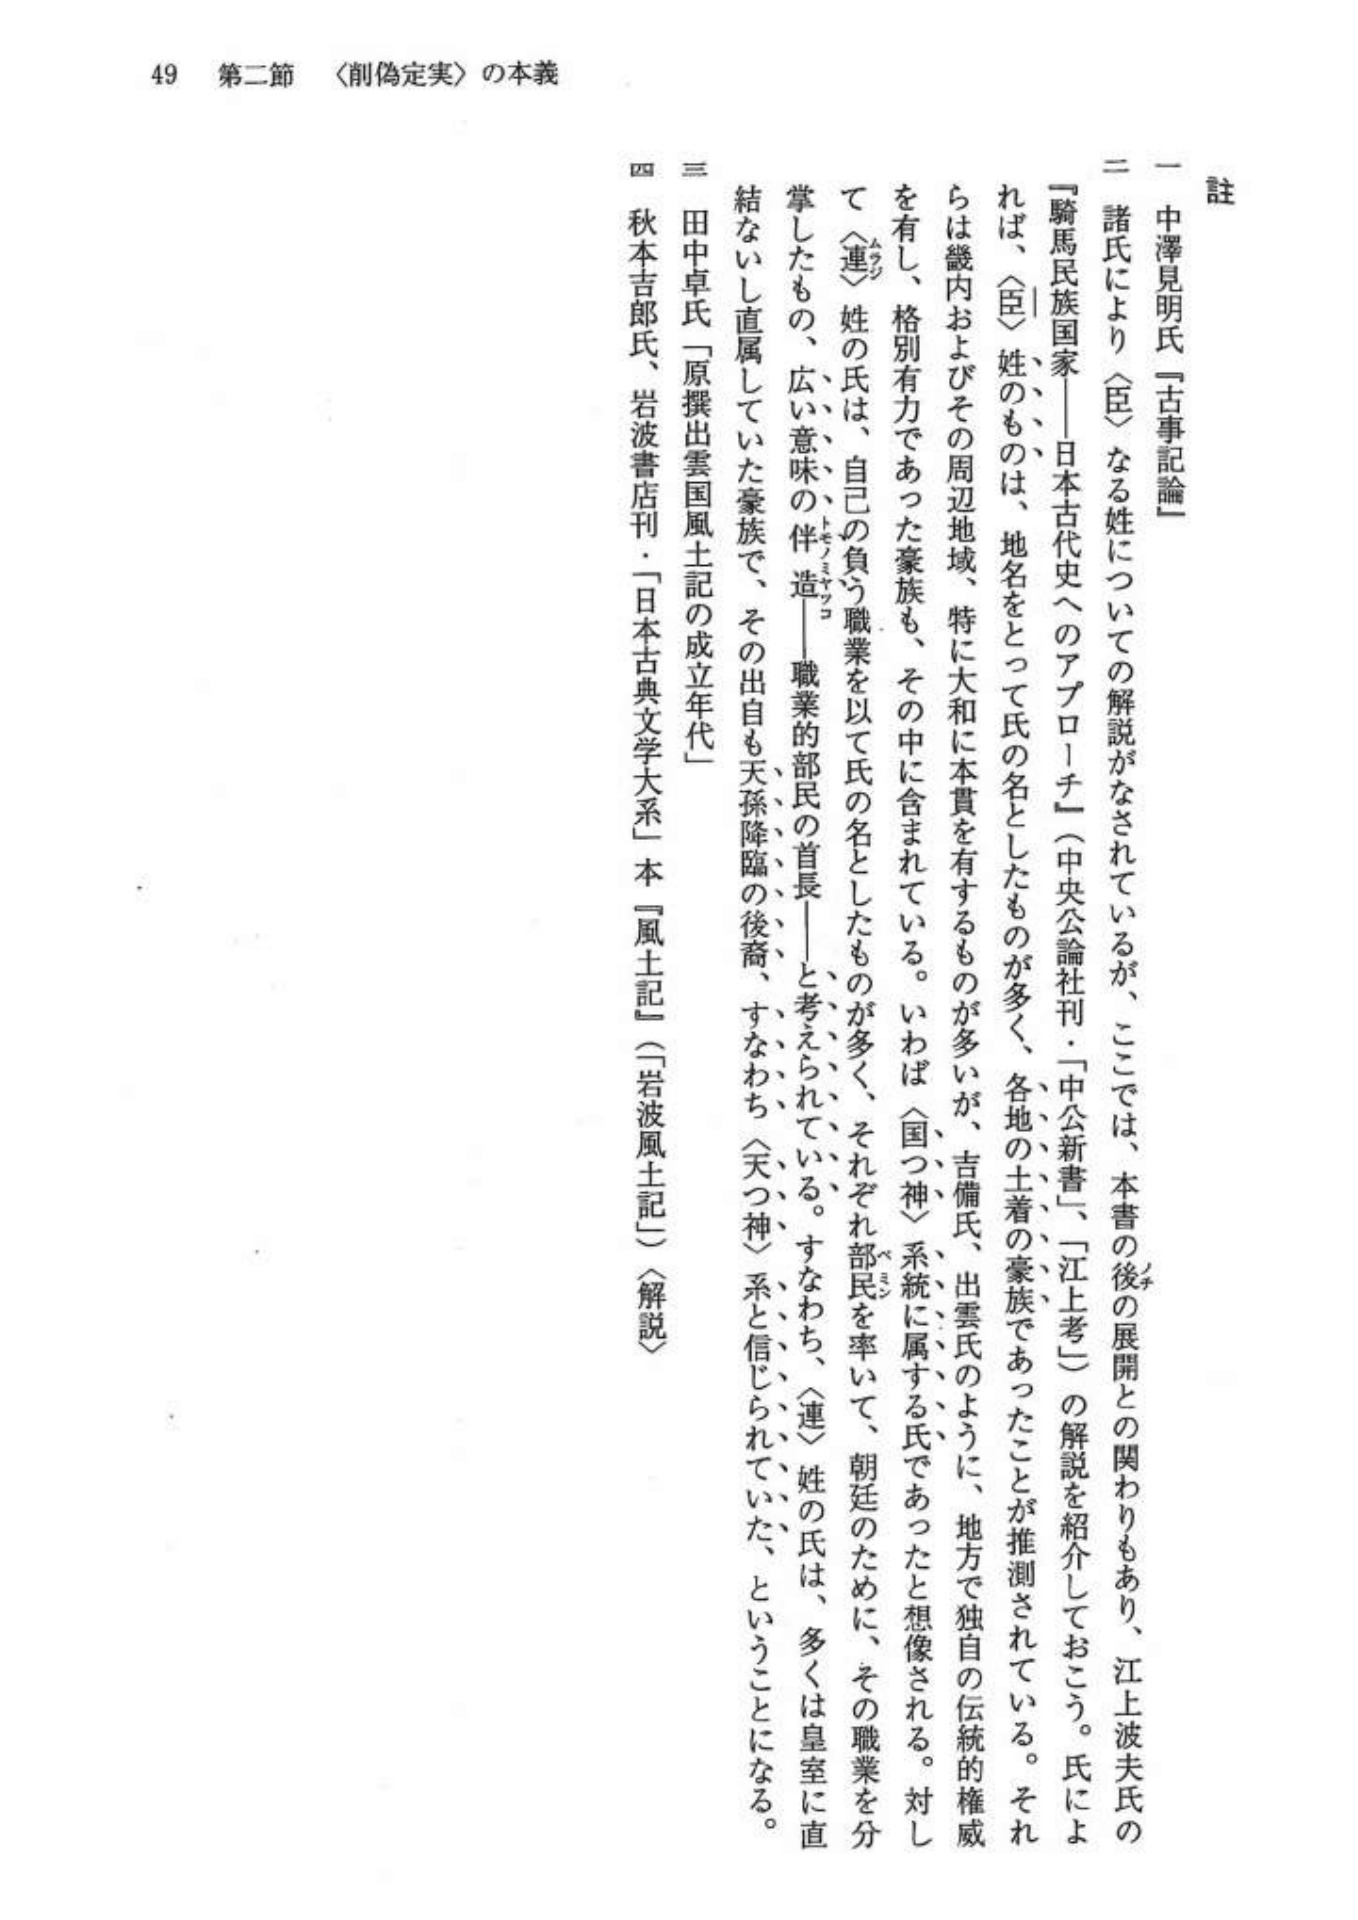 49 第二節 〈削偽定実〉の本義
註
一 中澤見明氏『古事記論』
二 諸氏により〈臣〉なる姓についての解説がなされているが、ここでは、本書の後の展開との関わりもあり、江上波夫氏の
『騎馬民族国家――日本古代史へのアプローチ』（中央公論社刊・「中公新書」、「江上考」）の解説を紹介しておこう。氏によ
れば、〈臣〉姓のものは、地名をとって氏の名としたものが多く、各地の土着の豪族であったことが推測されている。それ
らは畿内およびその周辺地域、特に大和に本貫を有するものが多いが、吉備氏、出雲氏のように、地方で独自の伝統的権威
を有し、格別有力であった豪族も、その中に含まれている。いわば〈国つ神〉系統に属する氏であったと想像される。対し
て〈連〉姓の氏は、自己の負う職業を以て氏の名としたものが多く、それぞれ部民を率いて、朝廷のために、その職業を分
掌したもの、広い意味の伴造――職業的部民の首長――と考えられている。すなわち、〈連〉姓の氏は、多くは皇室に直
結ないし直属していた豪族で、その出自も天孫降臨の後裔、すなわち〈天つ神〉系と信じられていた、ということになる。
三 田中卓氏「原撰出雲国風土記の成立年代」
四 秋本吉郎氏、岩波書店刊・「日本古典文学大系」本『風土記』（「岩波風土記」）〈解説〉
ノチ
ムラジ
ベミン
トモノミヤツコ